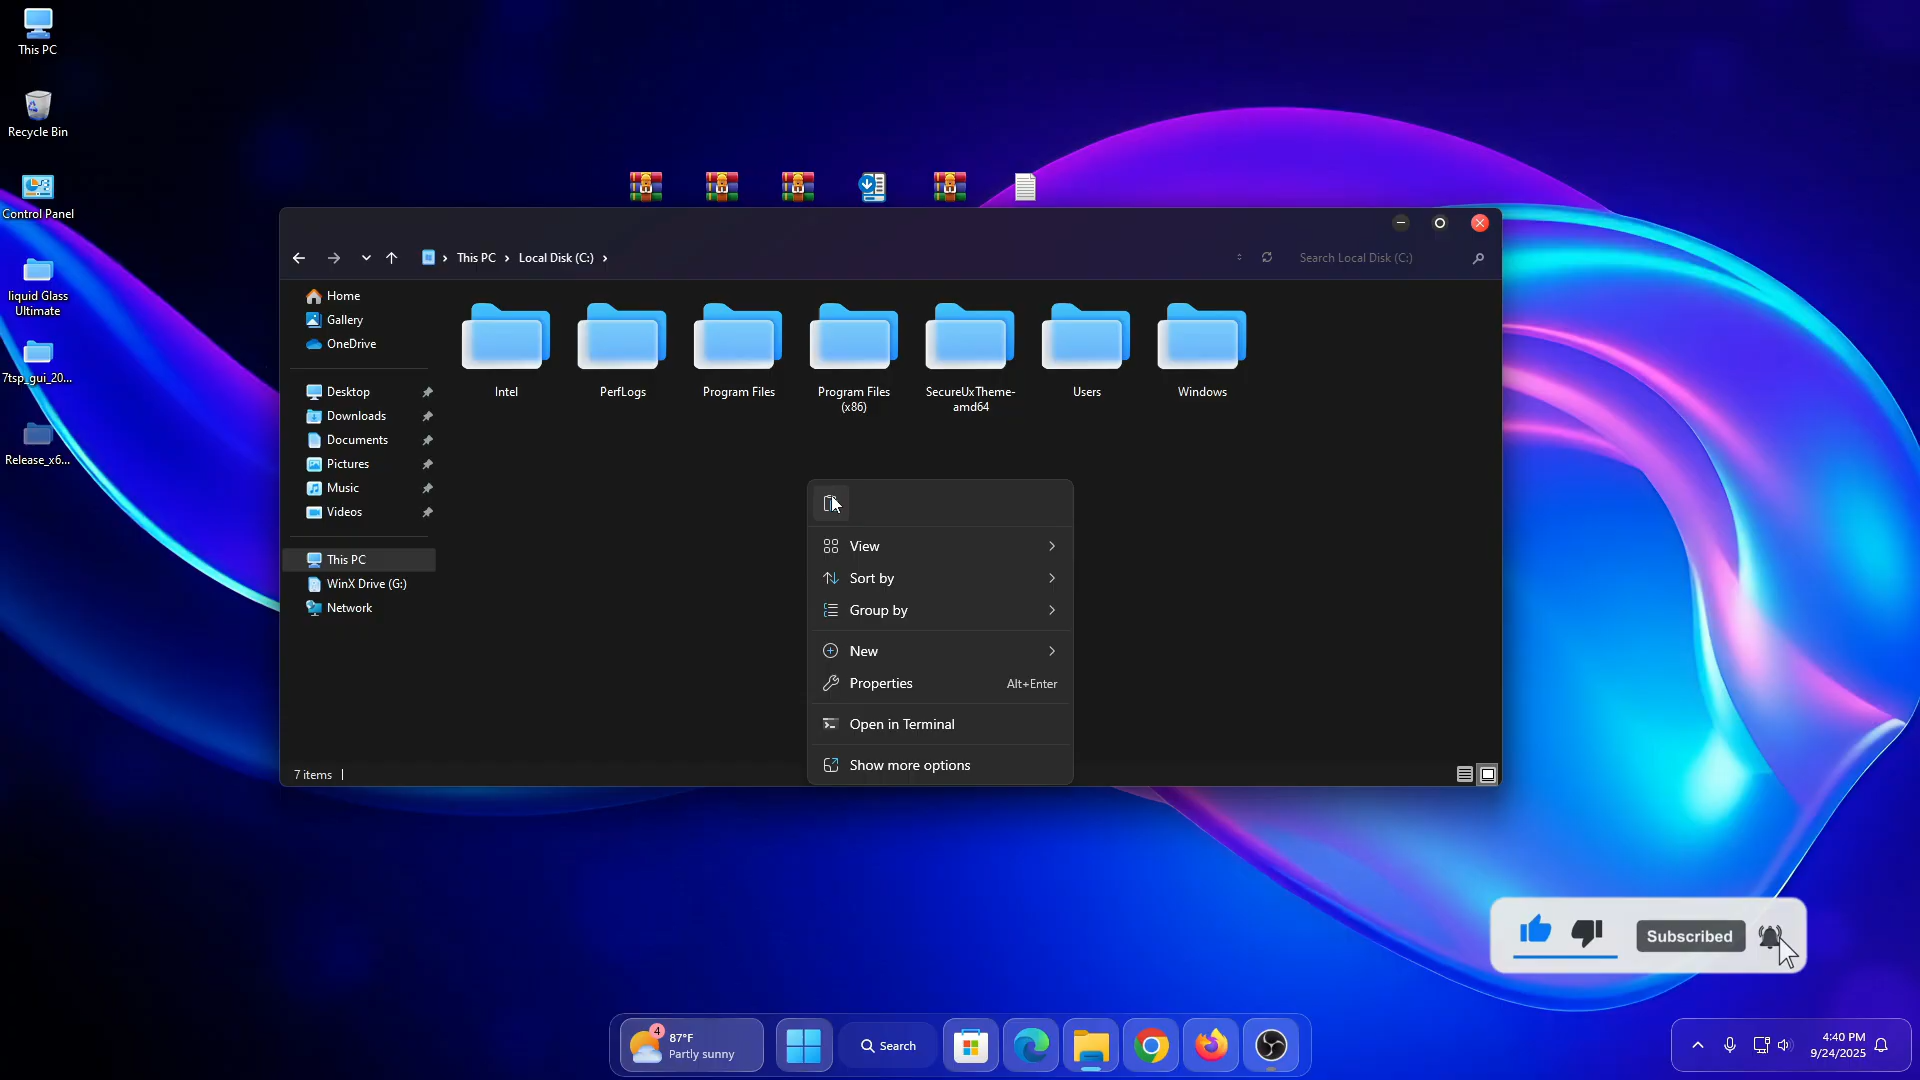 This PC
Recycle Bin
Control Panel
liquid Glass
Ultimate
7tsp_gui_20...
Release_x6...
This PC
Local Disk (C:)
Search Local Disk (C:)
Home
Gallery
OneDrive
Desktop
Downloads
Documents
Pictures
Music
Videos
This PC
WinX Drive (G:)
Network
Intel
PerfLogs
Program Files
Program Files
(x86)
SecureUxTheme-
amd64
Users
Windows
View
Sort by
Group by
New
Properties Alt+Enter
Open in Terminal
Show more options
7 items
Subscribed
4
87°F
Partly sunny
Search
4:40 PM
9/24/2025